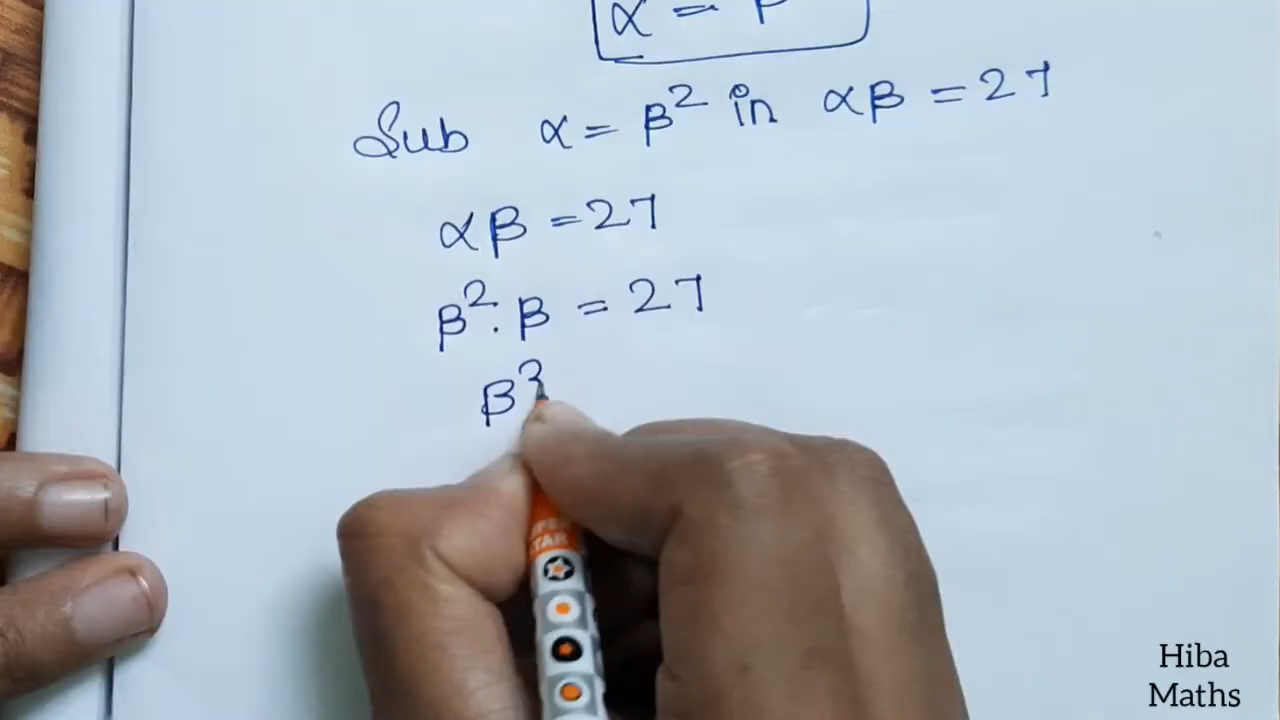 α = β
Sub α = β² in αβ = 27
αβ = 27
β² . β = 27
β³
Hiba
Maths